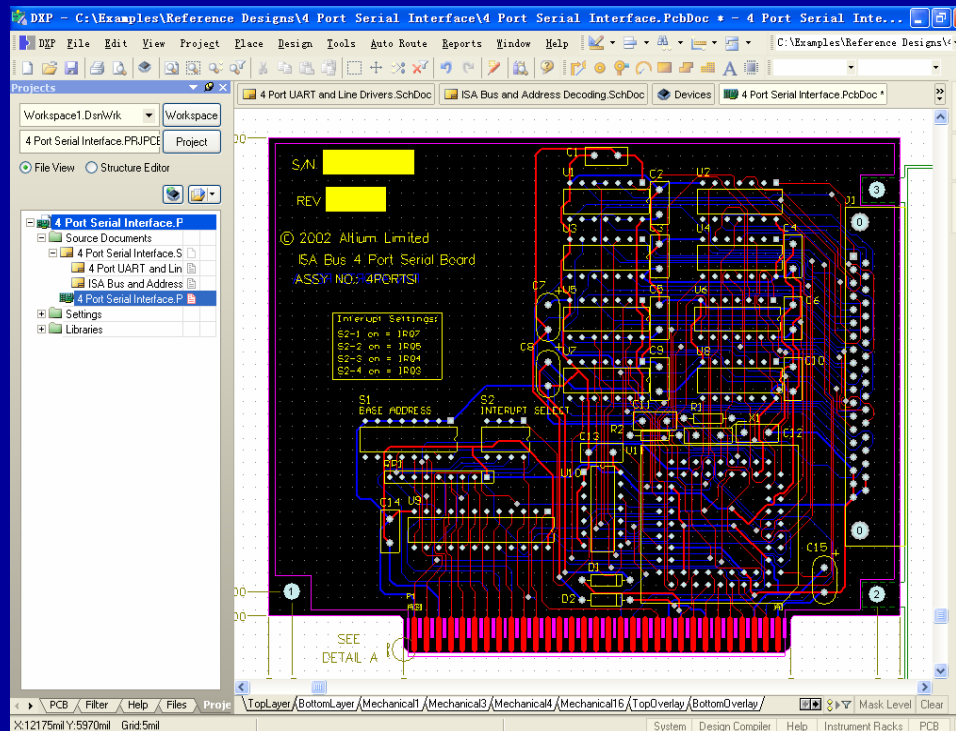 DXP - C:\Examples\Reference Designs\4 Port Serial Interface\4 Port Serial Interface.PcbDoc * - 4 Port Serial Inte...
DXP File Edit View Project Place Design Tools Auto Route Reports Window Help C:\Examples\Reference Designs\4
Projects
4 Port UART and Line Drivers.SchDoc ISA Bus and Address Decoding.SchDoc Devices 4 Port Serial Interface.PcbDoc *
Workspace1.DsnWrk Workspace
4 Port Serial Interface.PRJPCB Project
File View Structure Editor
4 Port Serial Interface.P
Source Documents
4 Port Serial Interface.S
4 Port UART and Lin
ISA Bus and Address
4 Port Serial Interface.P
Settings
Libraries
S/N.
REV
© 2002 Altium Limited
ISA Bus 4 Port Serial Board
ASSY NO.: 4PORTSI
Interupt Settings:
S2-1 on = IRQ7
S2-2 on = IRQ5
S2-3 on = IRQ4
S2-4 on = IRQ3
C1
U1 C2 U2
3
J1
0
U3 C3 U4 C4
C7
U5 C5 U6 C6
C8
U7 C9 U8 C10
S1 S2
BASE ADDRESS INTERUPT SELECT
C11 R1
R2 X1 C12
C13 U11
RP1
U10
C14 U9
0
C15
D1
D2
1 2
P1
SEE
DETAIL A
PCB Filter Help Files Proje
TopLayer BottomLayer Mechanical1 Mechanical3 Mechanical4 Mechanical16 TopOverlay BottomOverlay Mask Level Clear
X:12175mil Y:5970mil Grid:5mil System Design Compiler Help Instrument Racks PCB